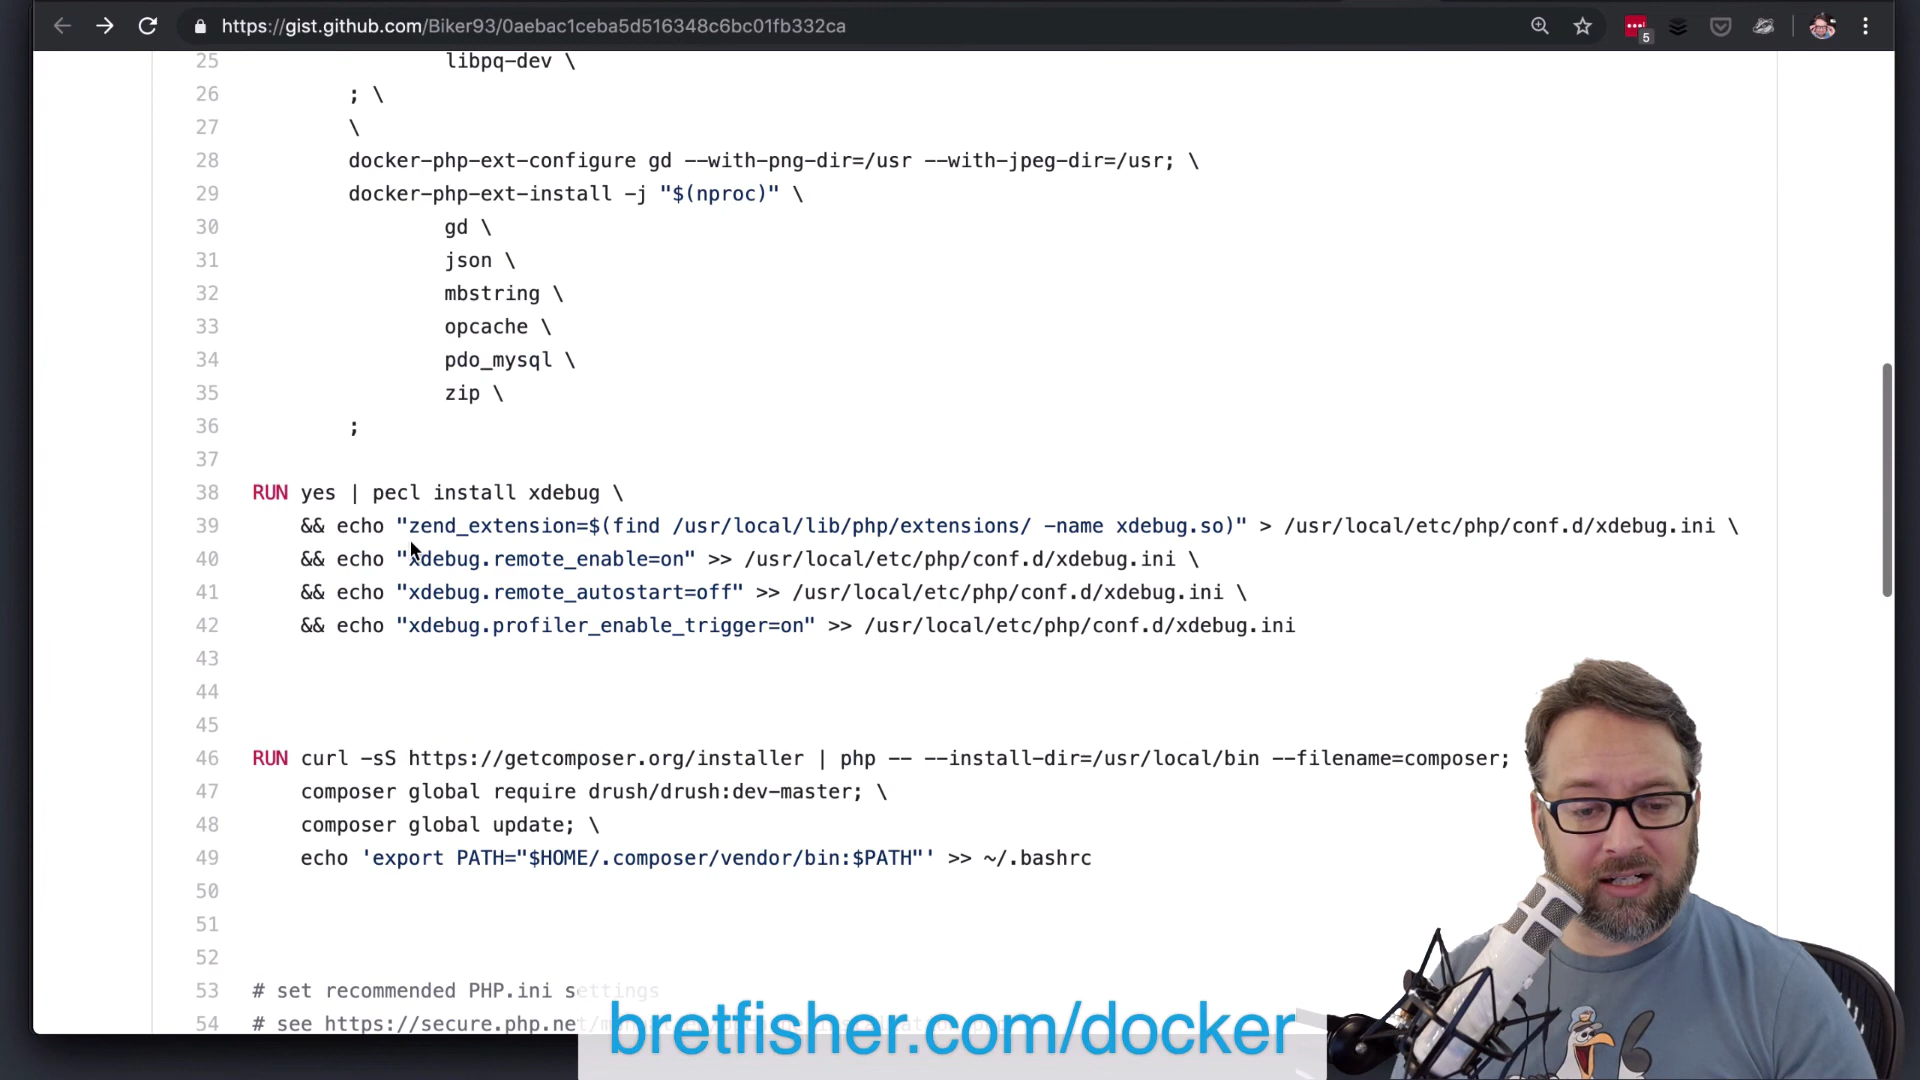 https://gist.github.com/Biker93/0aebac1ceba5d516348c6bc01fb332ca
5
25 libpq-dev \
26 ; \
27 \
28 docker-php-ext-configure gd --with-png-dir=/usr --with-jpeg-dir=/usr; \
29 docker-php-ext-install -j "$(nproc)" \
30 gd \
31 json \
32 mbstring \
33 opcache \
34 pdo_mysql \
35 zip \
36 ;
37
38 RUN yes | pecl install xdebug \
39 && echo "zend_extension=$(find /usr/local/lib/php/extensions/ -name xdebug.so)" > /usr/local/etc/php/conf.d/xdebug.ini \
40 && echo "xdebug.remote_enable=on" >> /usr/local/etc/php/conf.d/xdebug.ini \
41 && echo "xdebug.remote_autostart=off" >> /usr/local/etc/php/conf.d/xdebug.ini \
42 && echo "xdebug.profiler_enable_trigger=on" >> /usr/local/etc/php/conf.d/xdebug.ini
43
44
45
46 RUN curl -sS https://getcomposer.org/installer | php -- --install-dir=/usr/local/bin --filename=composer; \
47 composer global require drush/drush:dev-master; \
48 composer global update; \
49 echo 'export PATH="$HOME/.composer/vendor/bin:$PATH"' >> ~/.bashrc
50
51
52
53 # set recommended PHP.ini settings
54 # see https://secure.php.net
bretfisher.com/docker